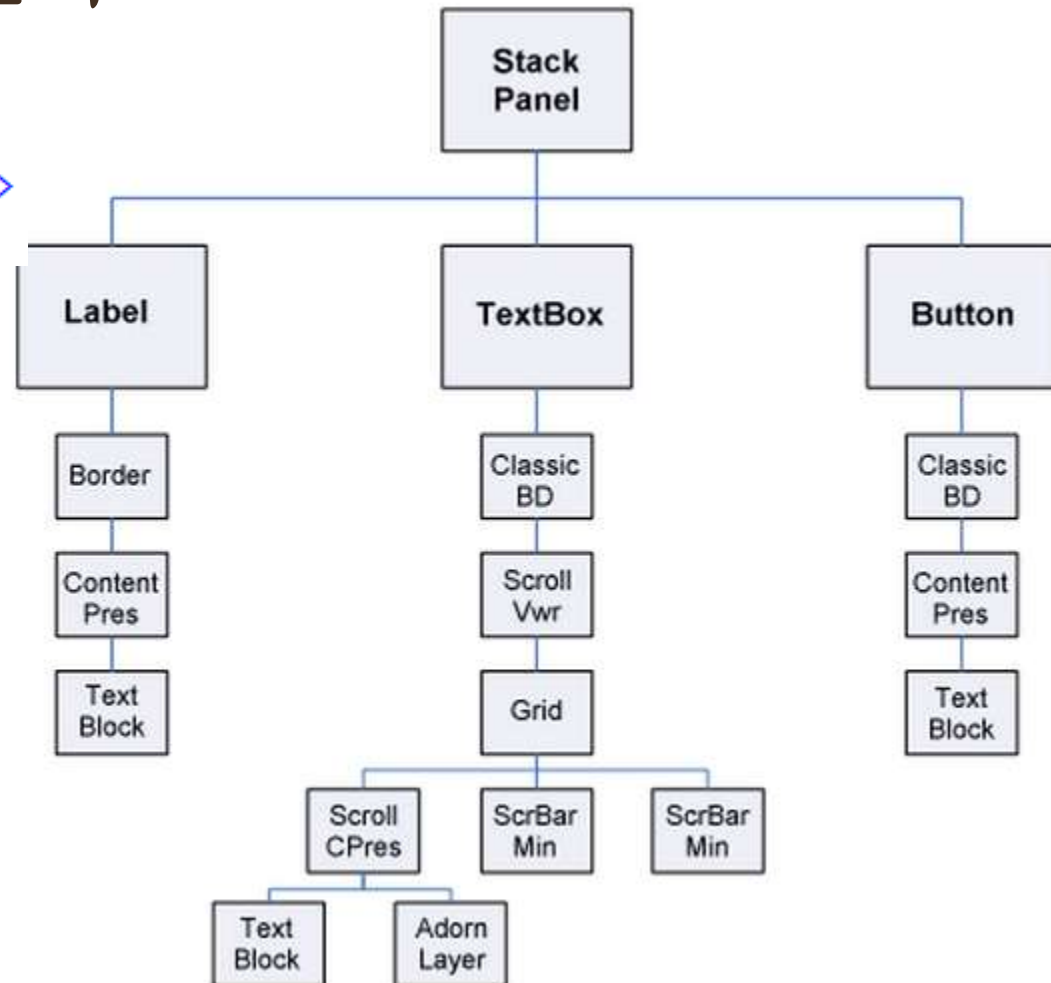 Stack
Panel
Label
TextBox
Button
Border
Classic
BD
Classic
BD
Content
Pres
Scroll
Vwr
Content
Pres
Text
Block
Grid
Text
Block
Scroll
CPres
ScrBar
Min
ScrBar
Min
Text
Block
Adorn
Layer